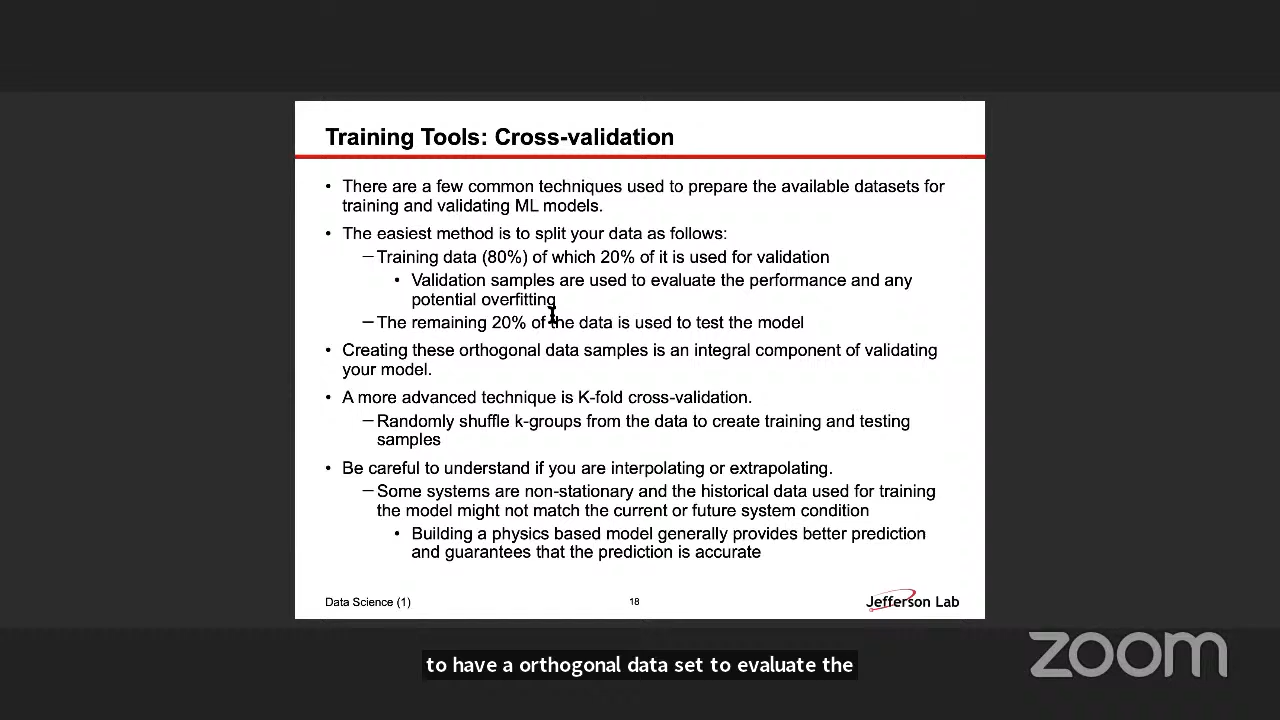 Training Tools: Cross-validation
• There are a few common techniques used to prepare the available datasets for
training and validating ML models.
• The easiest method is to split your data as follows:
–Training data (80%) of which 20% of it is used for validation
• Validation samples are used to evaluate the performance and any
potential overfitting
–The remaining 20% of the data is used to test the model
• Creating these orthogonal data samples is an integral component of validating
your model.
• A more advanced technique is K-fold cross-validation.
–Randomly shuffle k-groups from the data to create training and testing
samples
• Be careful to understand if you are interpolating or extrapolating.
–Some systems are non-stationary and the historical data used for training
the model might not match the current or future system condition
• Building a physics based model generally provides better prediction
and guarantees that the prediction is accurate
Data Science (1)
18
Jefferson Lab
to have a orthogonal data set to evaluate the
zoom